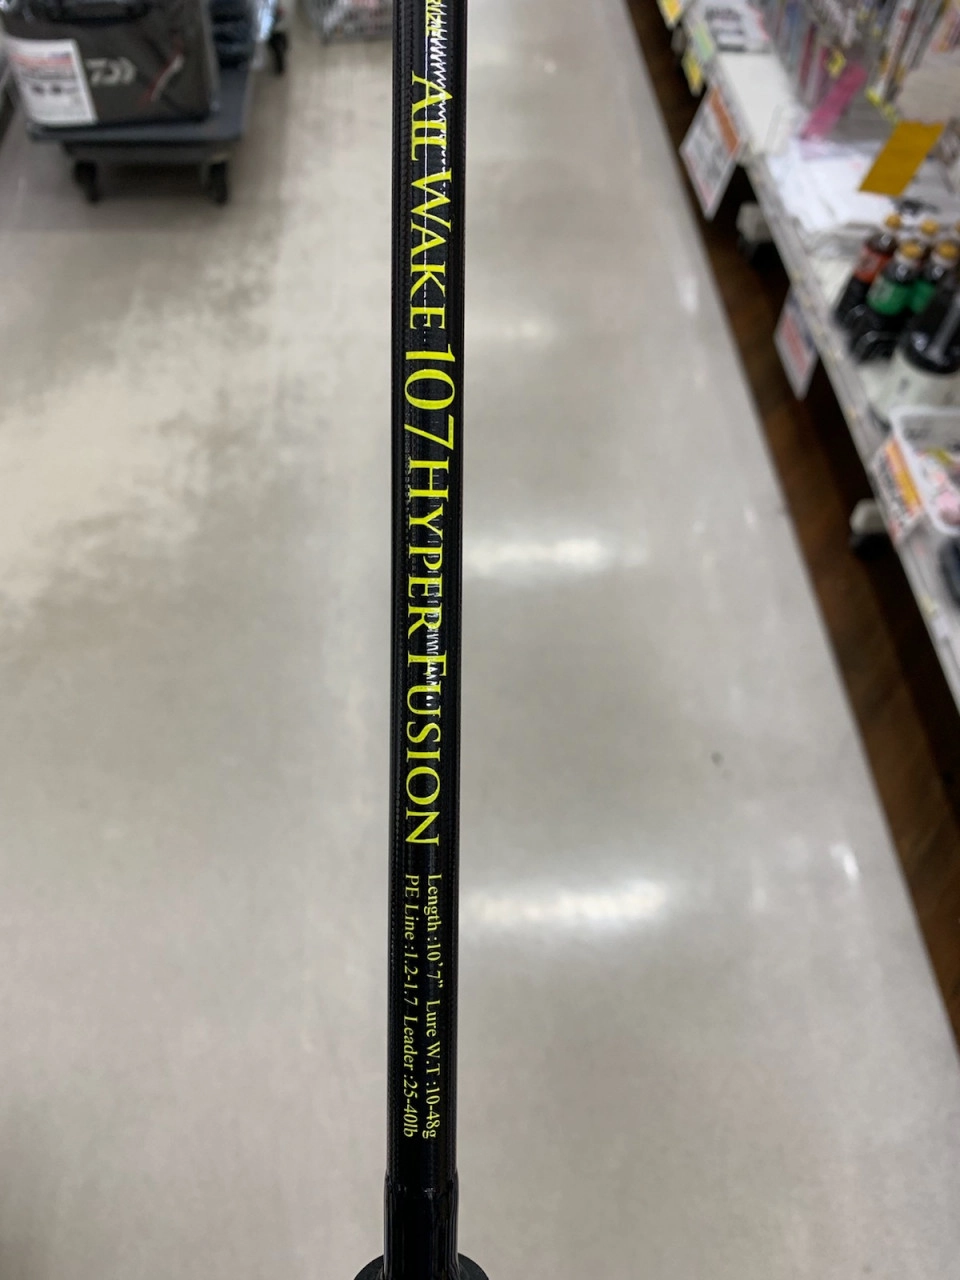 All Wake 107 Hyper Fusion
Length :10'7" Lure W.T :10-48g
PE Line :1.2-1.7 Leader :25-40lb